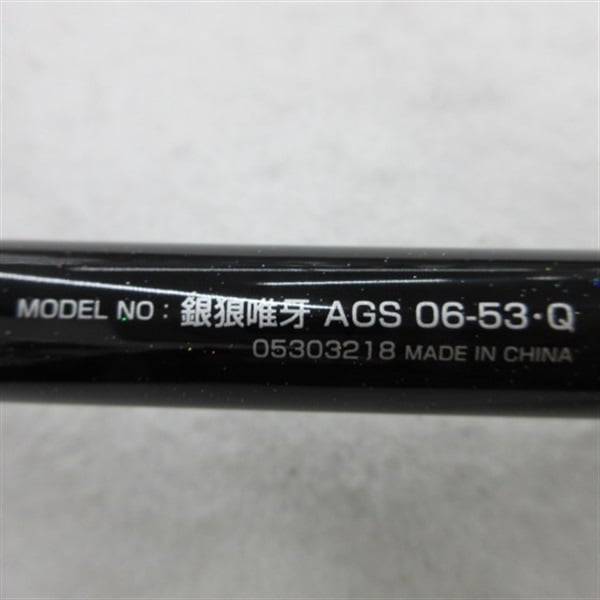 MODEL NO : 銀狼唯牙 AGS 06-53･Q
05303218 MADE IN CHINA